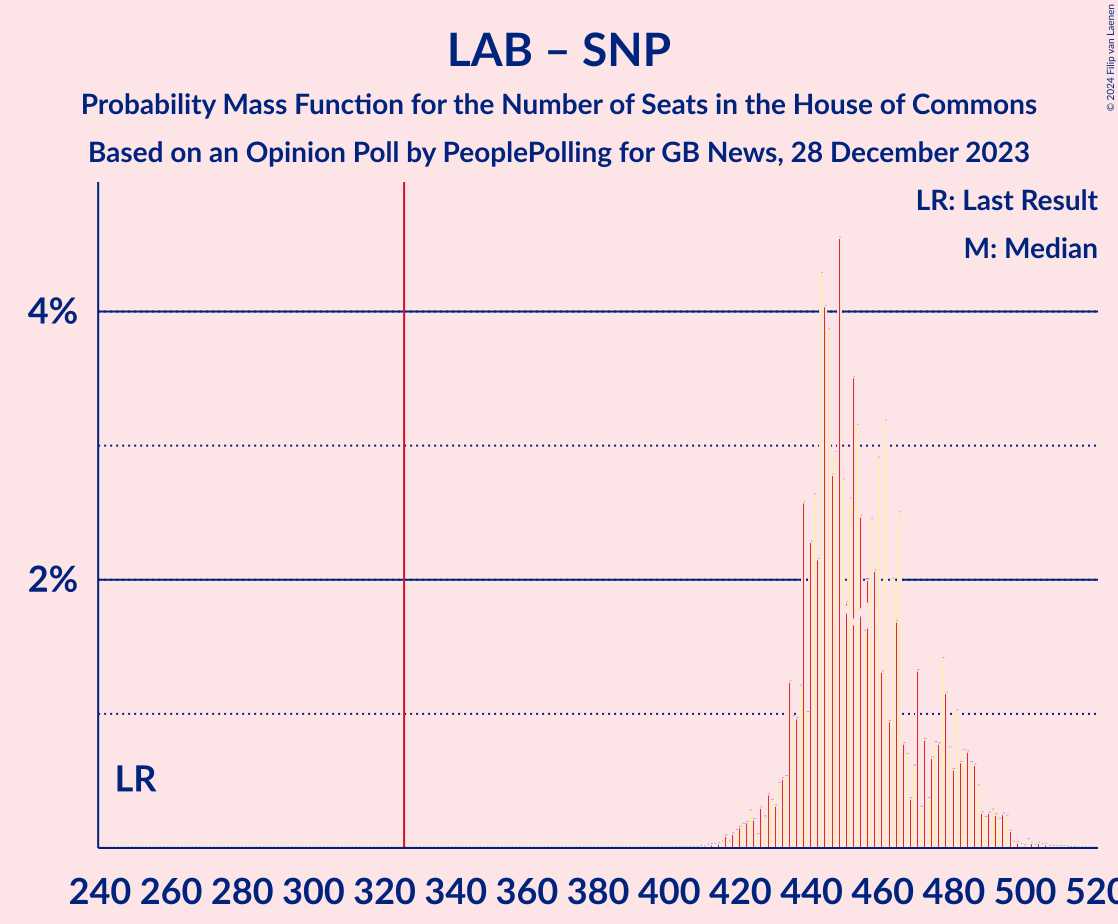 LAB – SNP
Probability Mass Function for the Number of Seats in the House of Commons
Based on an Opinion Poll by PeoplePolling for GB News, 28 December 2023
© 2024 Filip van Laenen
LR: Last Result
M: Median
4%
2%
LR
240 260 280 300 320 340 360 380 400 420 440 460 480 500 520